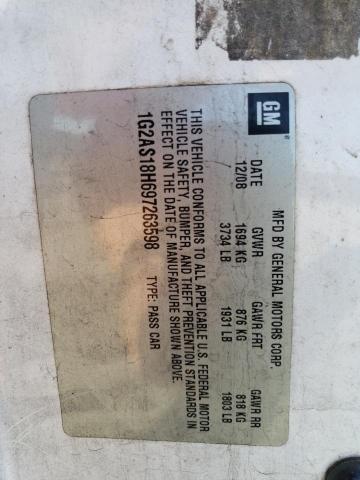 GM
MFD BY GENERAL MOTORS CORP.
DATE GVWR GAWR FRT GAWR RR
12/08 1694 KG 876 KG 818 KG
3734 LB 1931 LB 1803 LB
THIS VEHICLE CONFORMS TO ALL APPLICABLE U.S. FEDERAL MOTOR
VEHICLE SAFETY, BUMPER, AND THEFT PREVENTION STANDARDS IN
EFFECT ON THE DATE OF MANUFACTURE SHOWN ABOVE.
1G2AS18H697263598 TYPE: PASS CAR